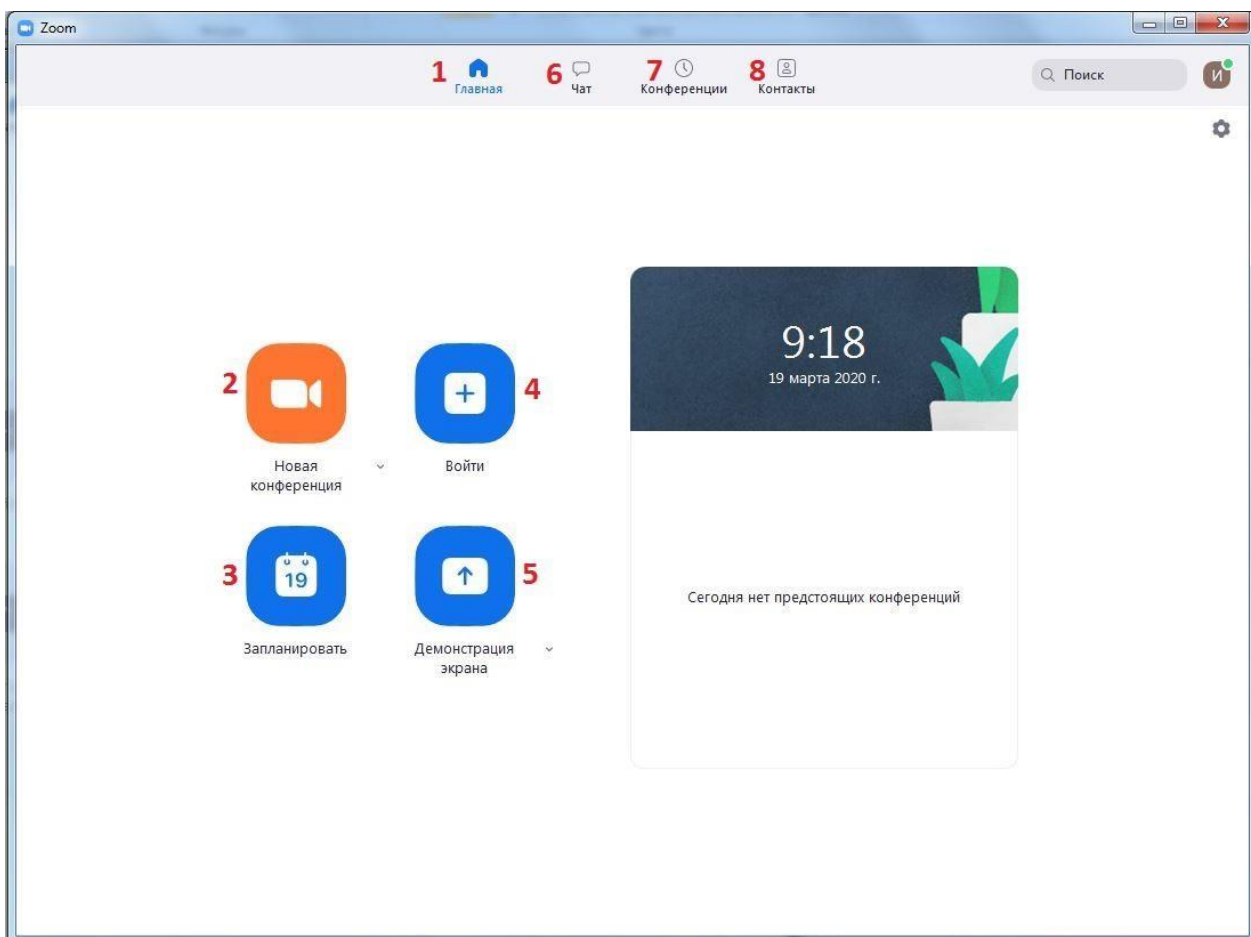 Zoom
1 6 7 8
Главная Чат Конференции Контакты
Поиск
И
9:18
19 марта 2020 г.
2 4
Новая конференция
Войти
19
3 5
Запланировать
Демонстрация
экрана
Сегодня нет предстоящих конференций